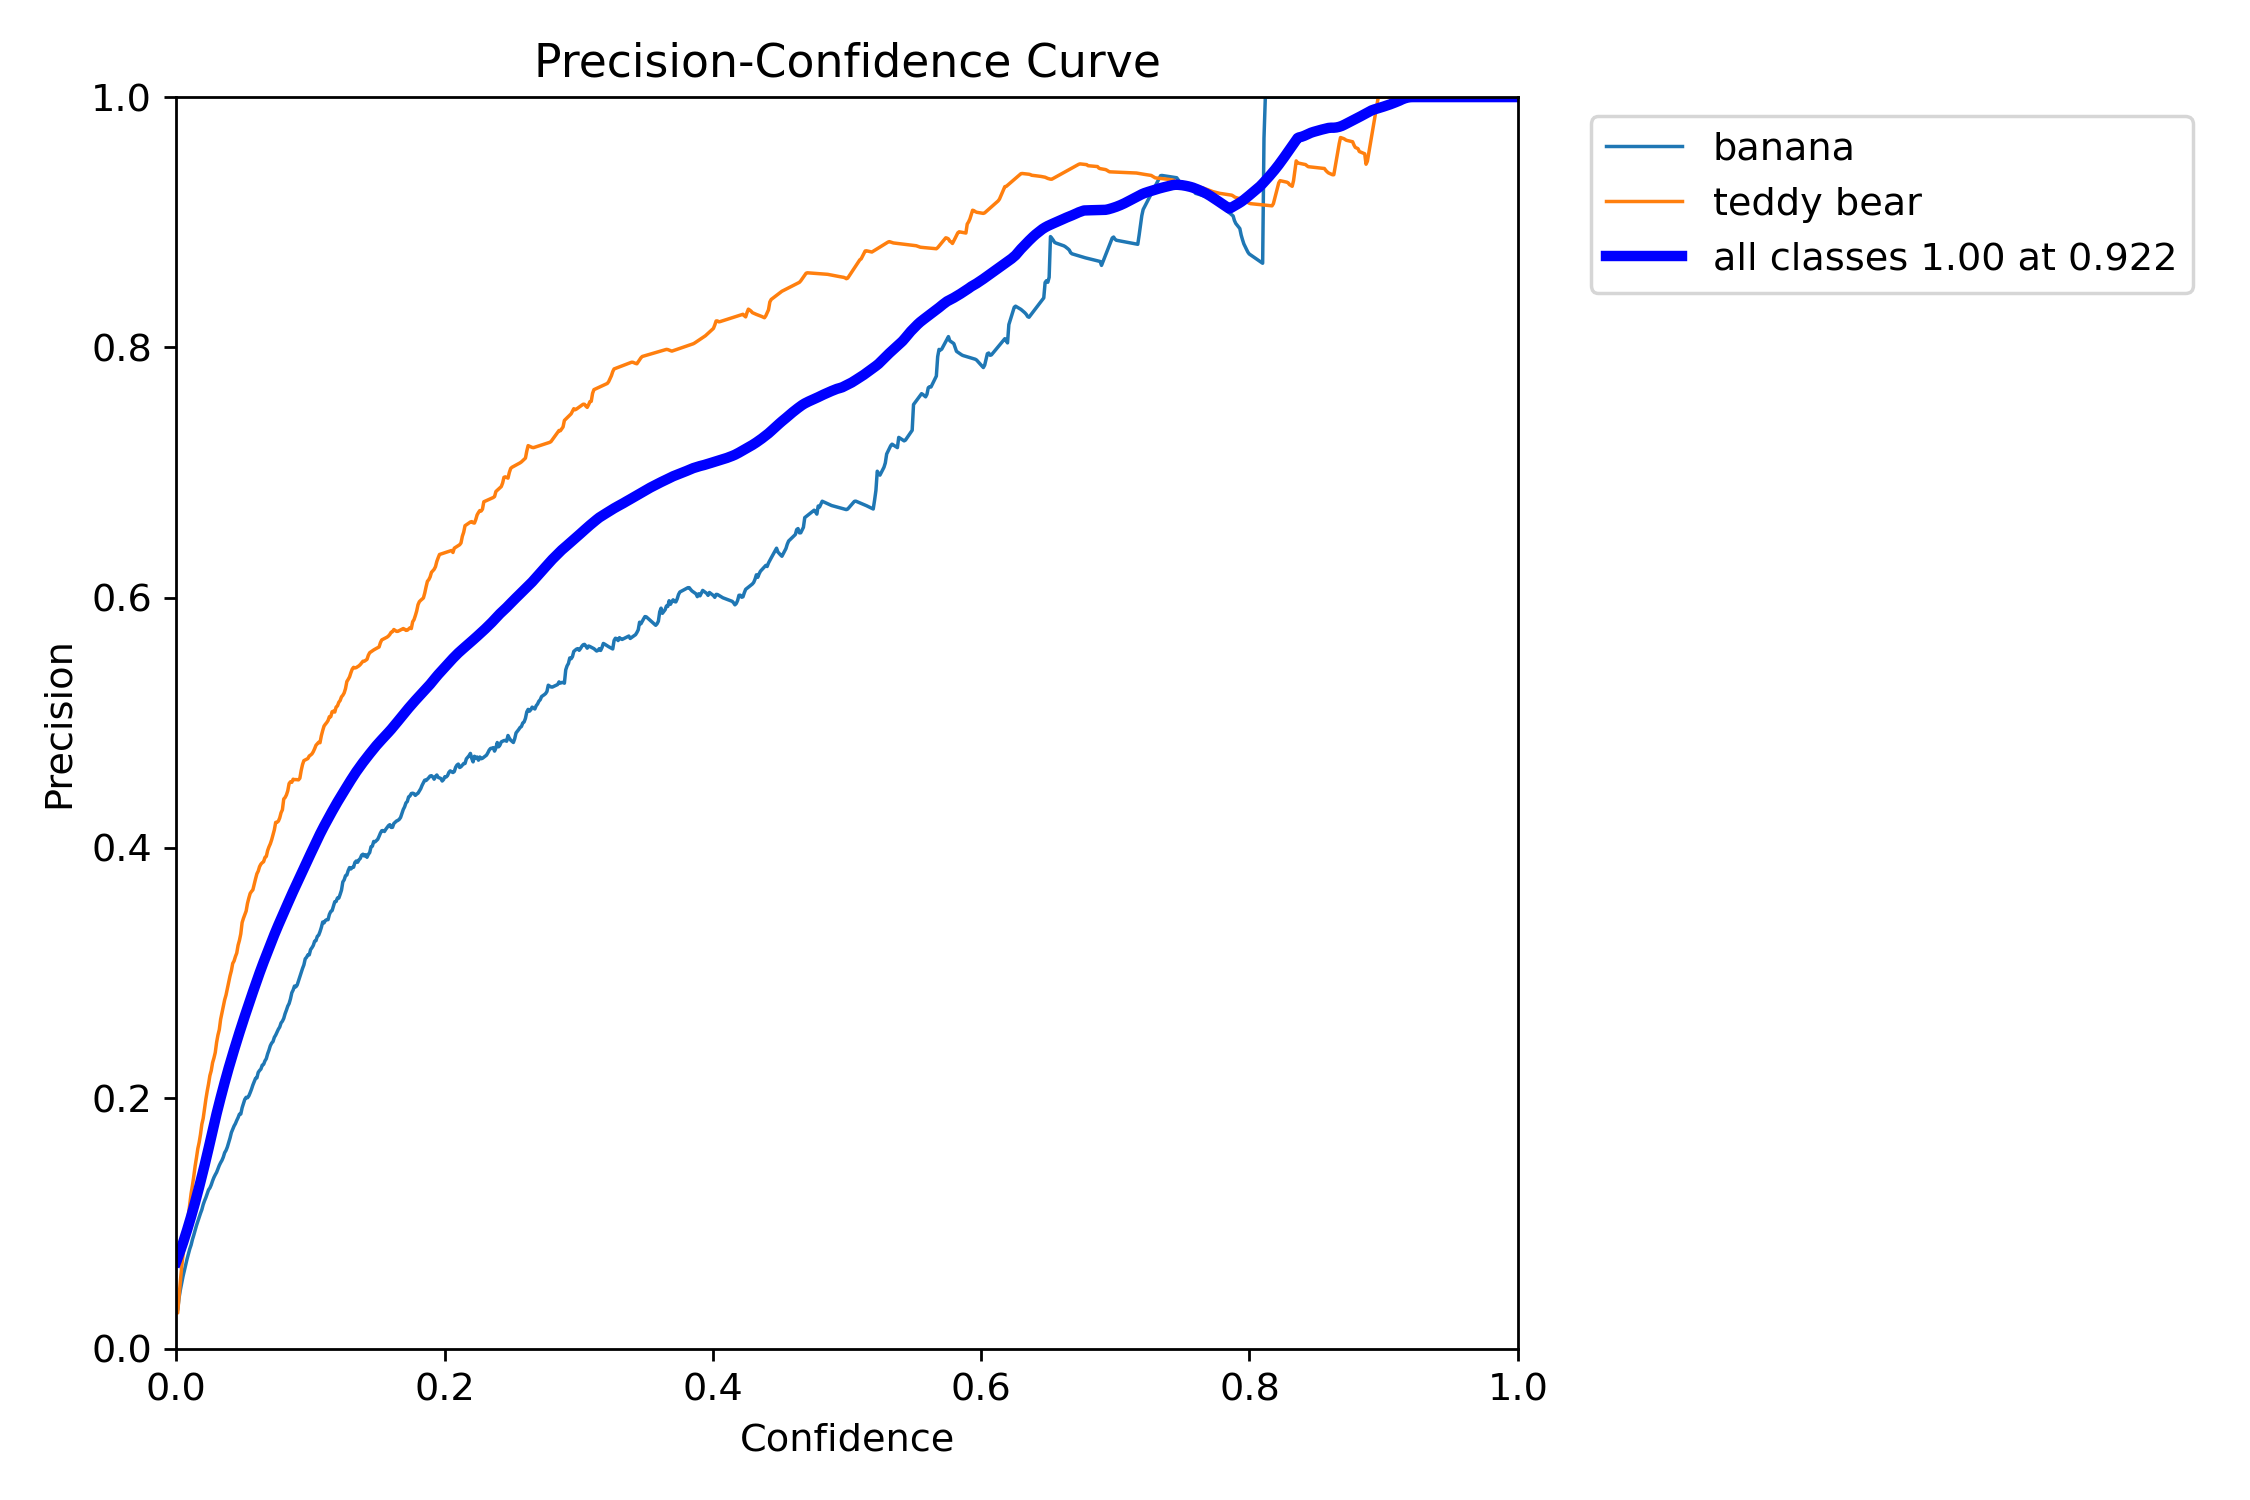 Precision-Confidence Curve
1.0
0.8
0.6
0.4
0.2
0.0
Precision
0.0 0.2 0.4 0.6 0.8 1.0
Confidence
banana
teddy bear
all classes 1.00 at 0.922